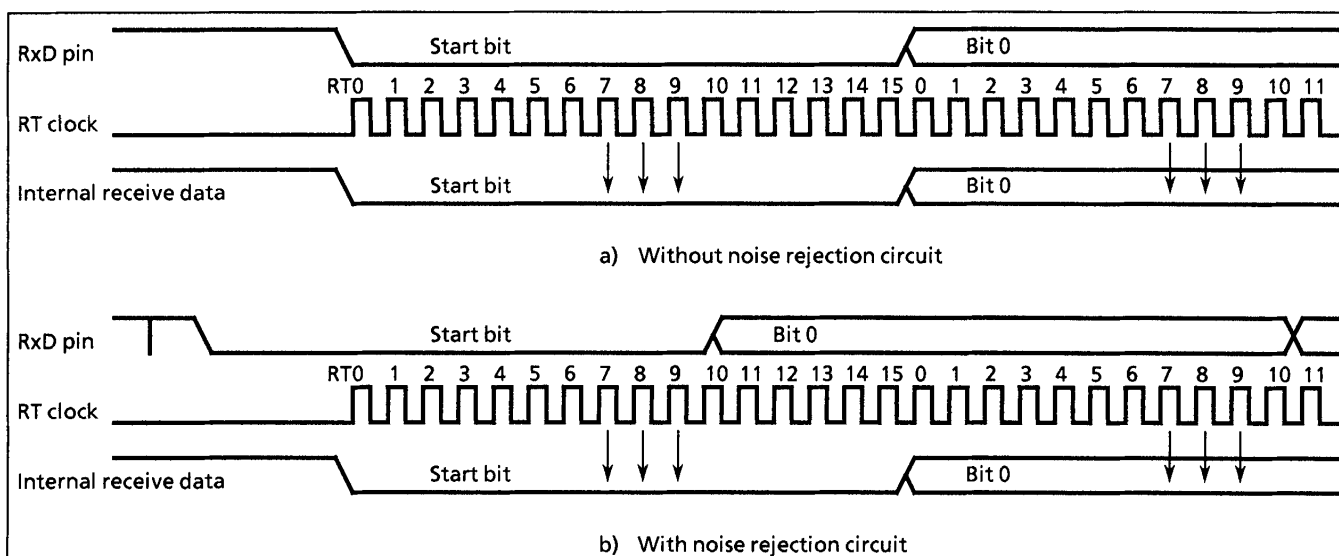 RxD pin Start bit Bit 0
RT0 1 2 3 4 5 6 7 8 9 10 11 12 13 14 15 0 1 2 3 4 5 6 7 8 9 10 11
RT clock
Internal receive data Start bit Bit 0
a) Without noise rejection circuit
RxD pin Start bit Bit 0
RT0 1 2 3 4 5 6 7 8 9 10 11 12 13 14 15 0 1 2 3 4 5 6 7 8 9 10 11
RT clock
Internal receive data Start bit Bit 0
b) With noise rejection circuit